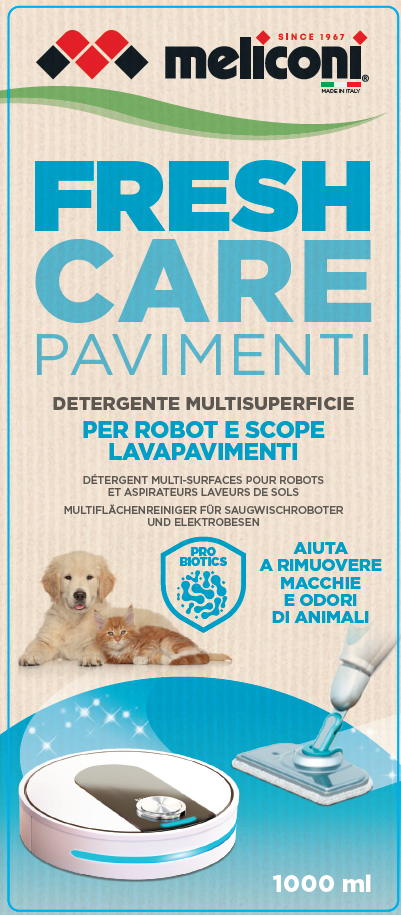 SINCE 1967
meliconi®
MADE IN ITALY
FRESH
CARE
PAVIMENTI
DETERGENTE MULTISUPERFICIE
PER ROBOT E SCOPE
LAVAPAVIMENTI
DÉTERGENT MULTI-SURFACES POUR ROBOTS
ET ASPIRATEURS LAVEURS DE SOLS
MULTIFLÄCHENREINIGER FÜR SAUGWISCHROBOTER
UND ELEKTROBESEN
PRO
BIOTICS
AIUTA
A RIMUOVERE
MACCHIE
E ODORI
DI ANIMALI
1000 ml